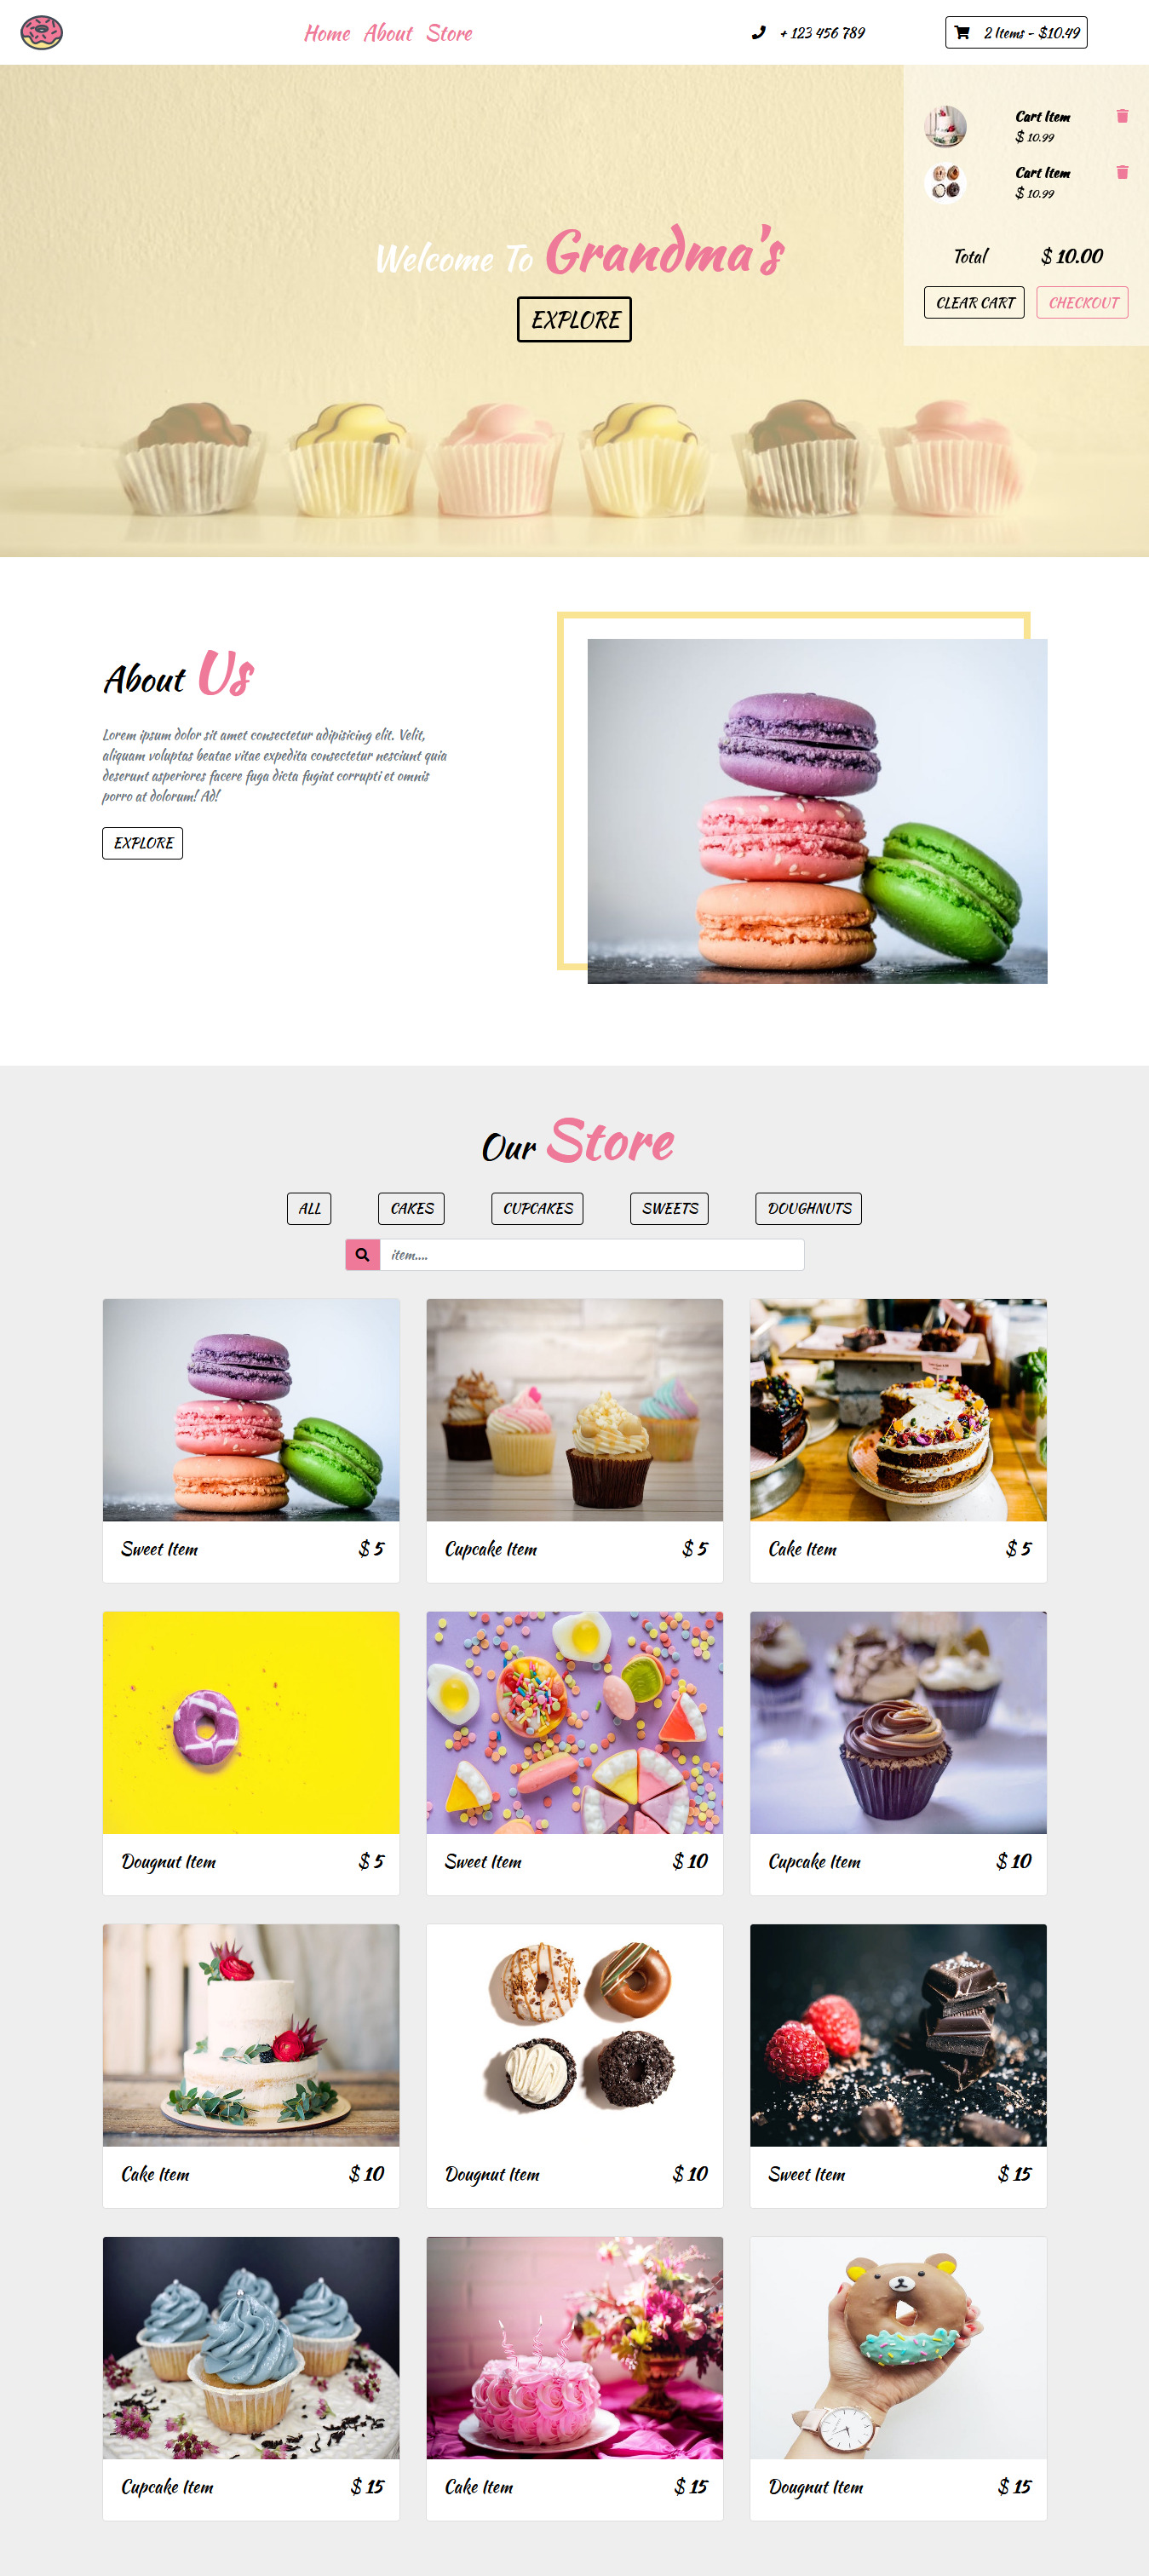 Home About Store
+ 123 456 789
2 Items - $10.49
Cart Item
$ 10.99
Cart Item
$ 10.99
Total $ 10.00
CLEAR CART CHECKOUT
Welcome To Grandma's
EXPLORE
About Us
Lorem ipsum dolor sit amet consectetur adipisicing elit. Velit,
aliquam voluptas beatae vitae expedita consectetur nesciunt quia
deserunt asperiores facere fuga dicta fugiat corrupti et omnis
porro at dolorum! Ad!
EXPLORE
Our Store
ALL CAKES CUPCAKES SWEETS DOUGHNUTS
item....
Sweet Item $ 5
Cupcake Item $ 5
Cake Item $ 5
Dougnut Item $ 5
Sweet Item $ 10
Cupcake Item $ 10
Cake Item $ 10
Dougnut Item $ 10
Sweet Item $ 15
Cupcake Item $ 15
Cake Item $ 15
Dougnut Item $ 15